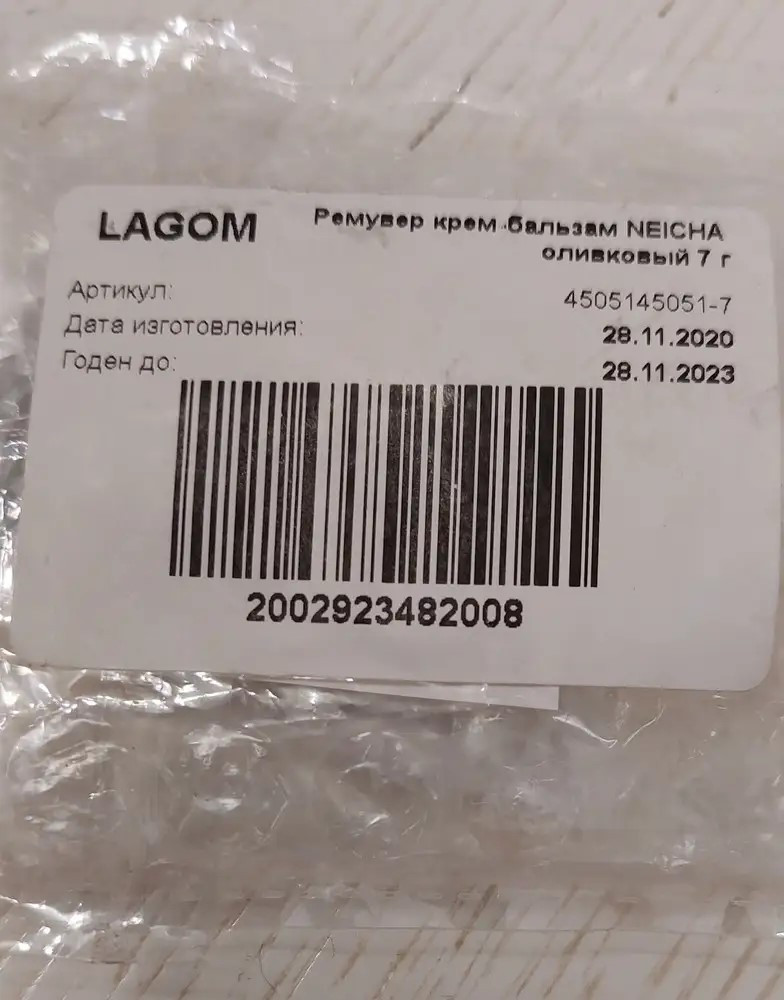 LAGOM
Ремувер крем-бальзам NEICHA
оливковый 7 г
Артикул: 4505145051-7
Дата изготовления: 28.11.2020
Годен до: 28.11.2023
2002923482008